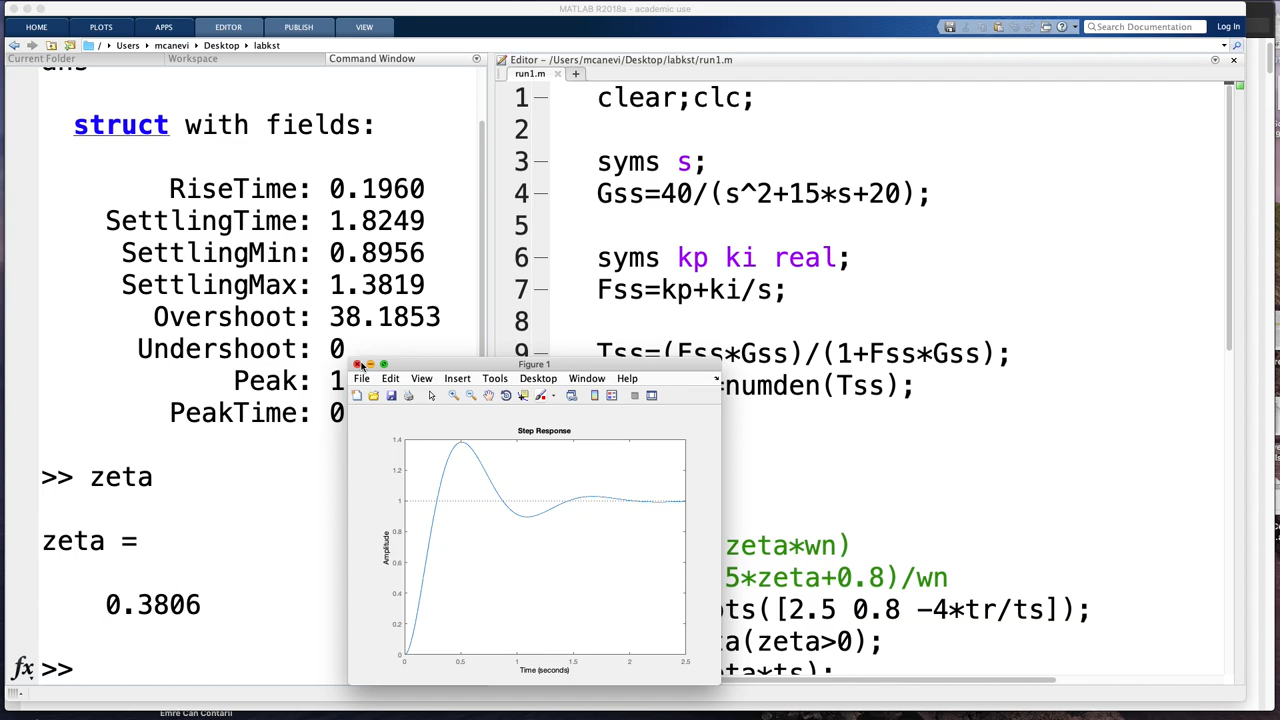 MATLAB R2018a - academic use
HOME PLOTS APPS EDITOR PUBLISH VIEW
Search Documentation
Log In
/ Users mcanevi Desktop labkst
Current Folder Workspace Command Window
ans
struct with fields:
RiseTime: 0.1960
SettlingTime: 1.8249
SettlingMin: 0.8956
SettlingMax: 1.3819
Overshoot: 38.1853
Undershoot: 0
Peak: 1
PeakTime: 0
>> zeta
zeta =
0.3806
fx >>
Editor - /Users/mcanevi/Desktop/labkst/run1.m
run1.m
1 clear;clc;
2
3 syms s;
4 Gss=40/(s^2+15*s+20);
5
6 syms kp ki real;
7 Fss=kp+ki/s;
8
9 Tss=(Fss*Gss)/(1+Fss*Gss);
=numden(Tss);
zeta*wn)
5*zeta+0.8)/wn
ots([2.5 0.8 -4*tr/ts]);
ta(zeta>0);
eta*ts);
Figure 1
File Edit View Insert Tools Desktop Window Help
Step Response
1.4
1.2
1
0.8
0.6
0.4
0.2
0
Amplitude
0 0.5 1 1.5 2 2.5
Time (seconds)
Emre Can Contarli